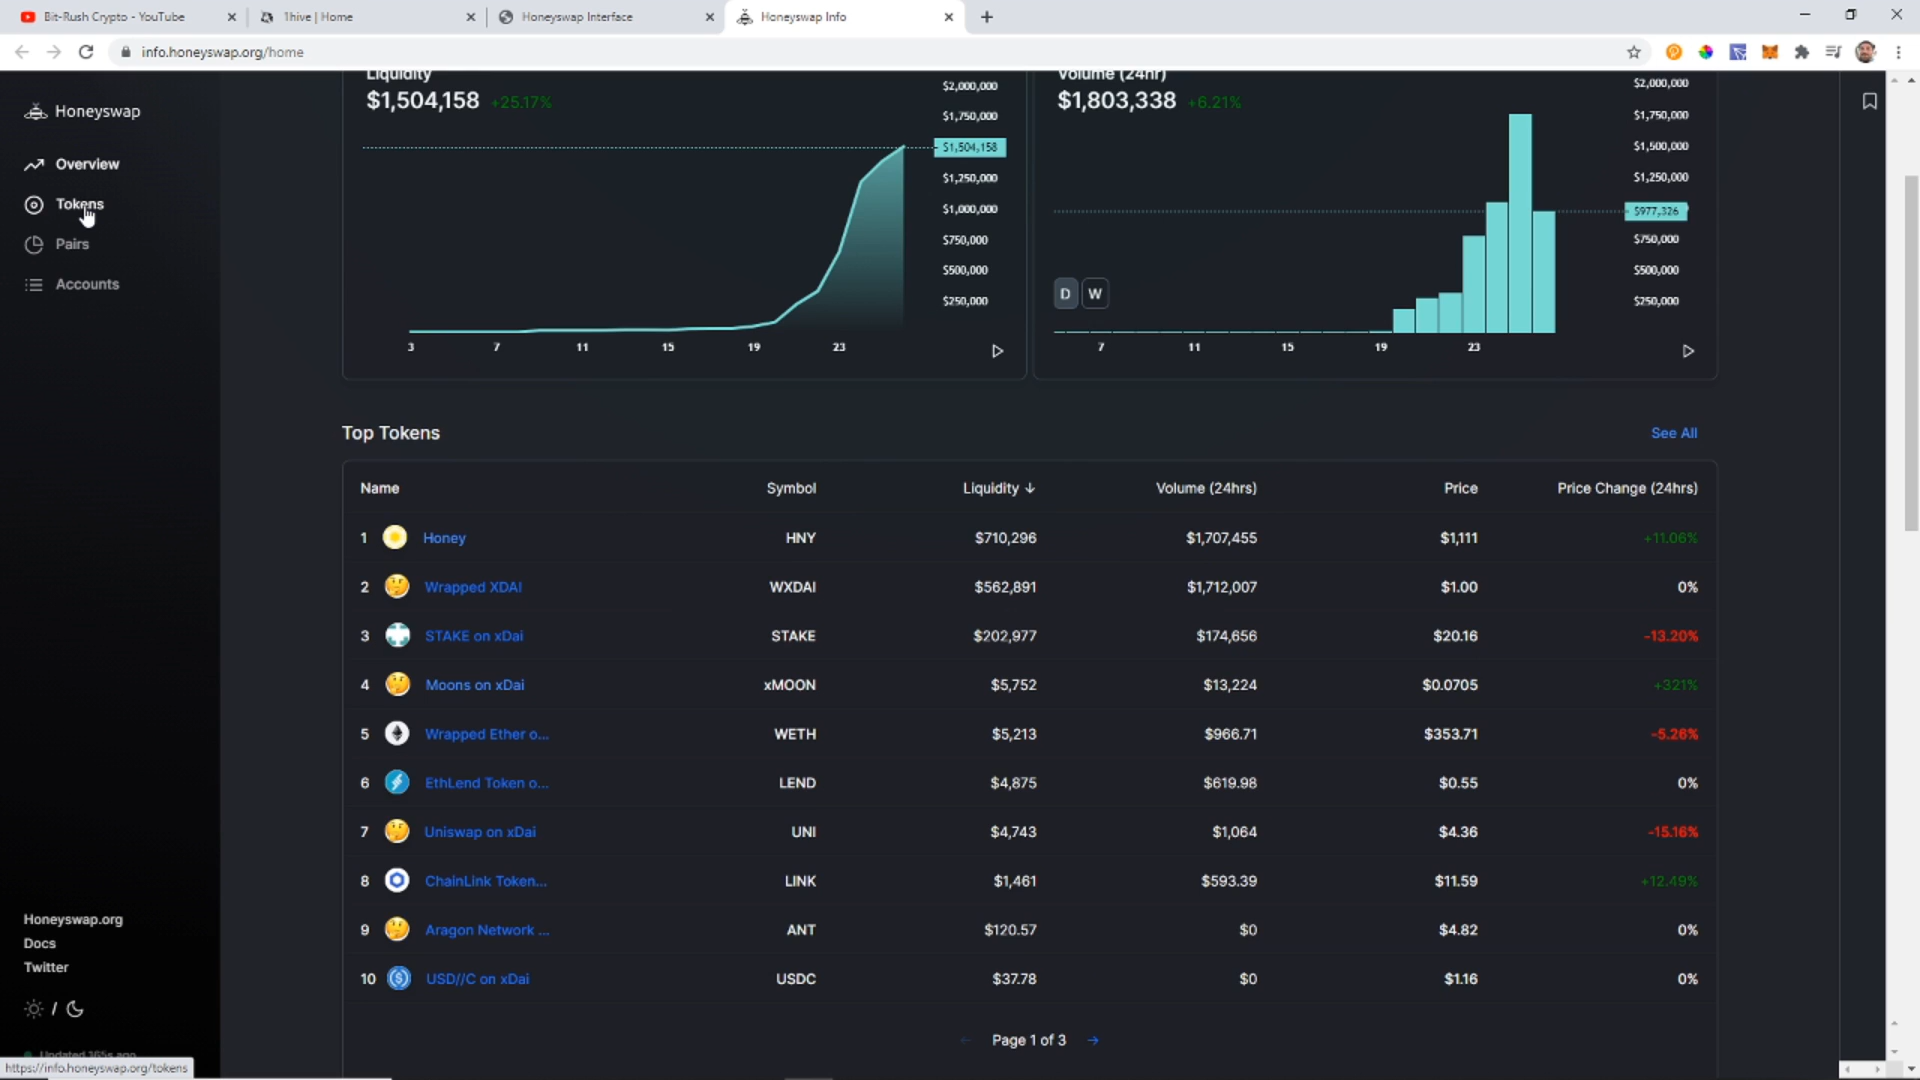 Bit-Rush Crypto - YouTube
1hive | Home
Honeyswap Interface
Honeyswap Info
info.honeyswap.org/home
Honeyswap
Overview
Tokens
Pairs
Accounts
Liquidity
$1,504,158 +25.17%
$2,000,000
$1,750,000
$1,504,158
$1,250,000
$1,000,000
$750,000
$500,000
$250,000
3 7 11 15 19 23
Volume (24hr)
$1,803,338 +6.21%
$2,000,000
$1,750,000
$1,500,000
$1,250,000
$977,326
$750,000
$500,000
$250,000
D W
7 11 15 19 23
Top Tokens
See All
Name Symbol Liquidity ↓ Volume (24hrs) Price Price Change (24hrs)
1 Honey HNY $710,296 $1,707,455 $1,111 +11.06%
2 Wrapped XDAI WXDAI $562,891 $1,712,007 $1.00 0%
3 STAKE on xDai STAKE $202,977 $174,656 $20.16 -13.20%
4 Moons on xDai xMOON $5,752 $13,224 $0.0705 +321%
5 Wrapped Ether o... WETH $5,213 $966.71 $353.71 -5.26%
6 EthLend Token o... LEND $4,875 $619.98 $0.55 0%
7 Uniswap on xDai UNI $4,743 $1,064 $4.36 -15.16%
8 ChainLink Token... LINK $1,461 $593.39 $11.59 +12.49%
9 Aragon Network ... ANT $120.57 $0 $4.82 0%
10 USD//C on xDai USDC $37.78 $0 $1.16 0%
← Page 1 of 3 →
Honeyswap.org
Docs
Twitter
/
Updated 165s ago
https://info.honeyswap.org/tokens